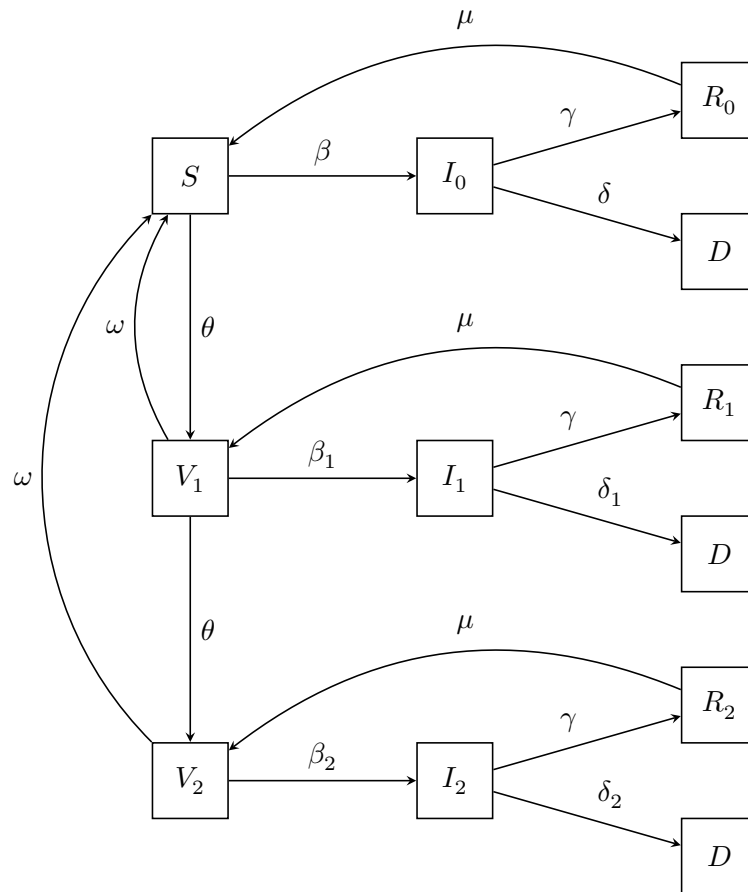 μ
R₀
γ
S
β
I₀
δ
D
ω
θ
μ
R₁
γ
ω
V₁
β₁
I₁
δ₁
D
θ
μ
R₂
γ
V₂
β₂
I₂
δ₂
D